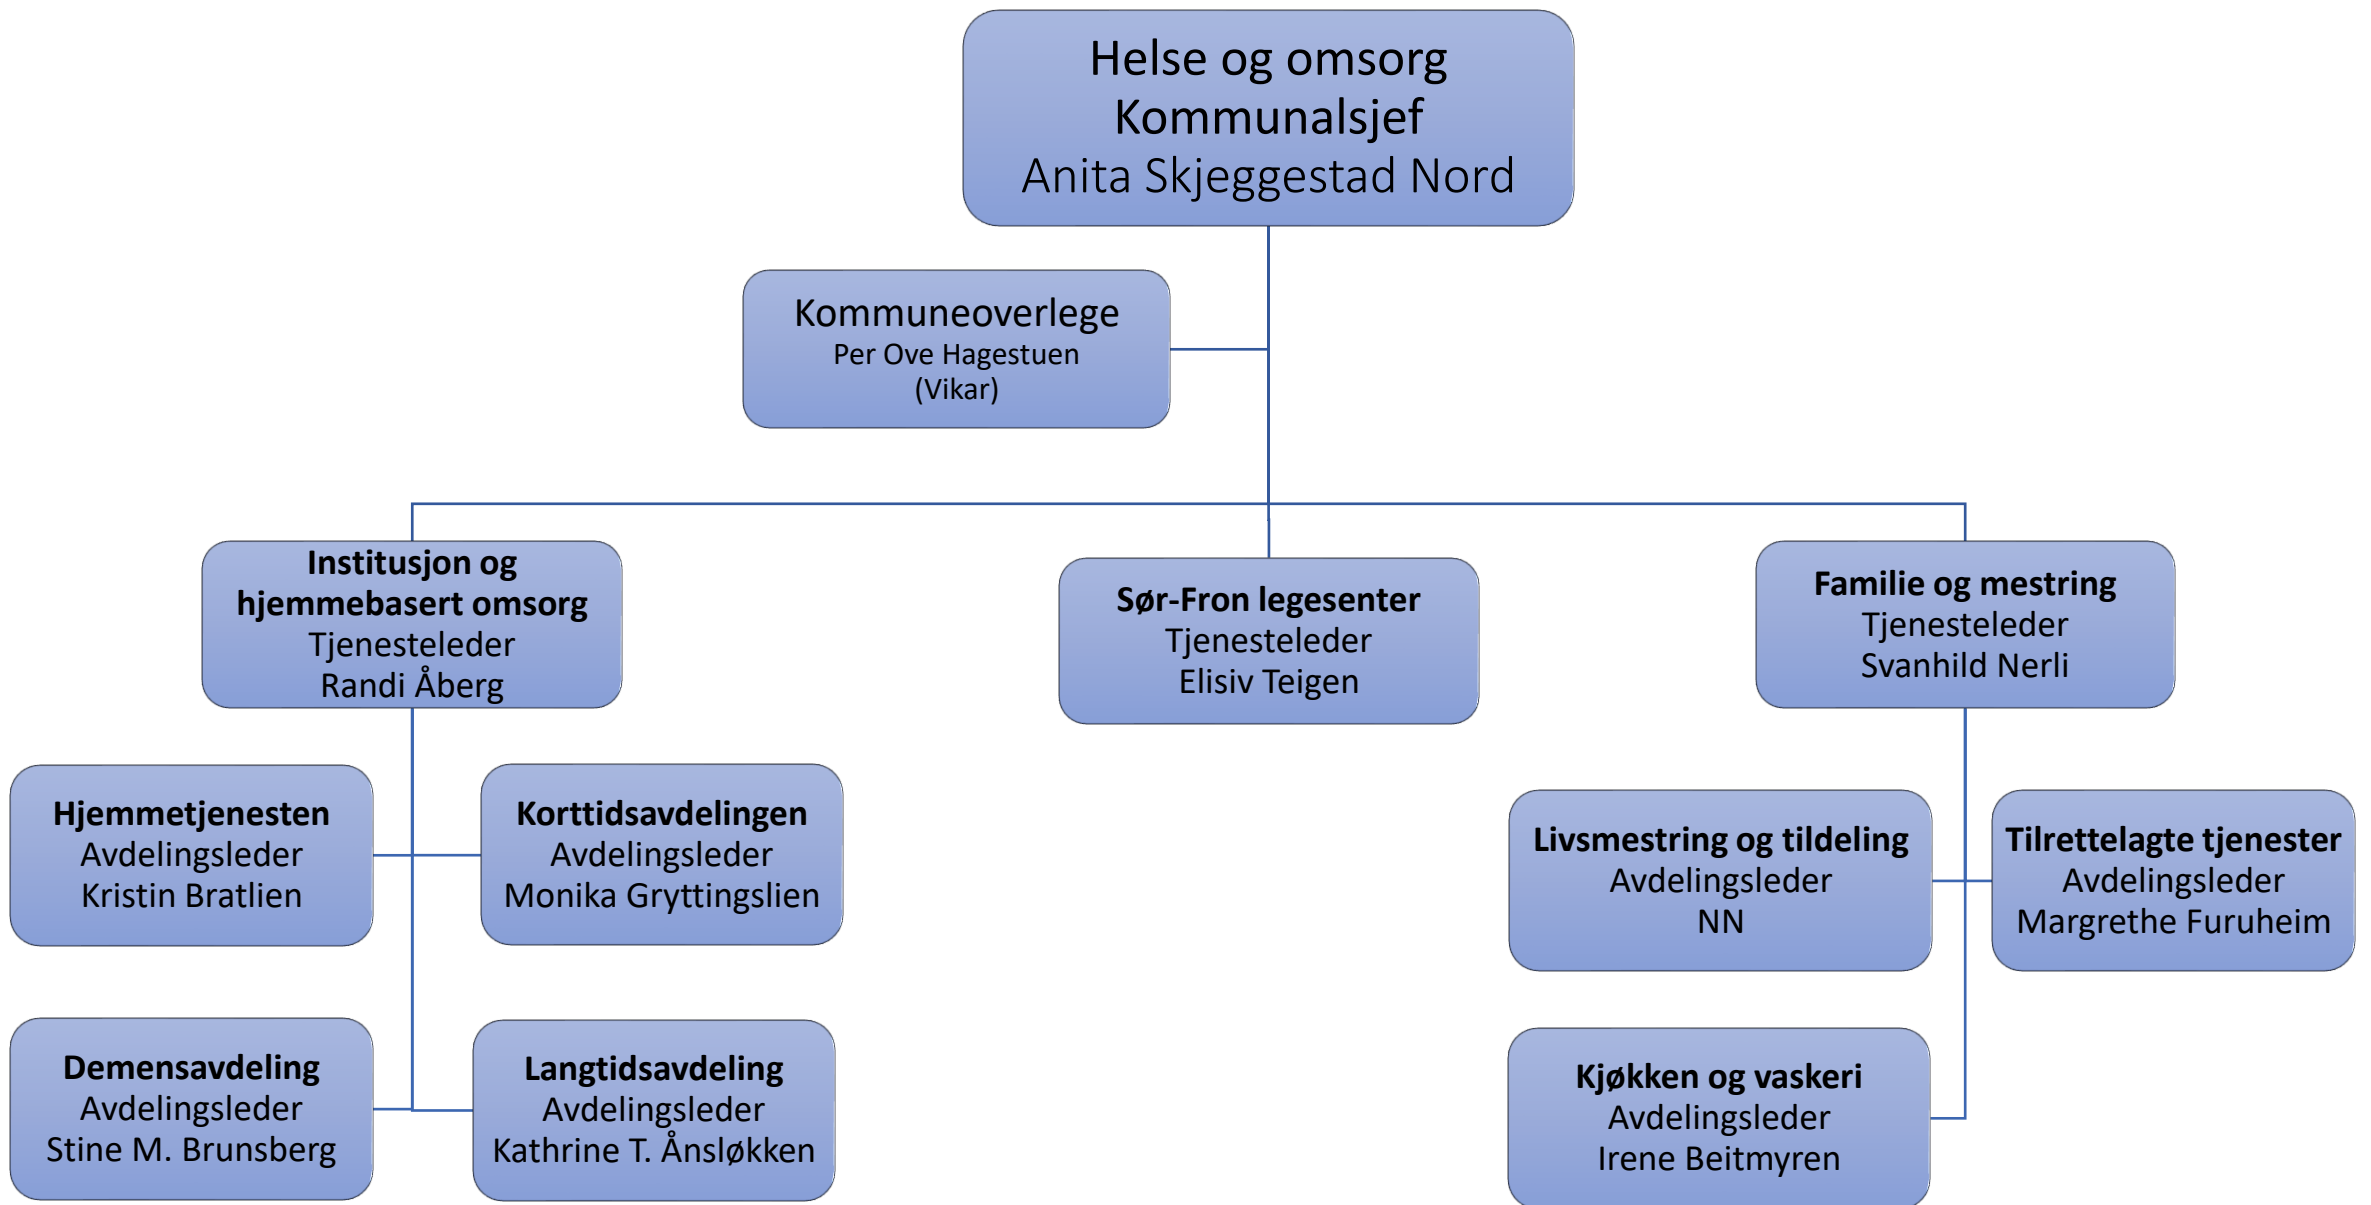 Helse og omsorg
Kommunalsjef
Anita Skjeggestad Nord
Kommuneoverlege
Per Ove Hagestuen
(Vikar)
Institusjon og
hjemmebasert omsorg
Tjenesteleder
Randi Åberg
Sør-Fron legesenter
Tjenesteleder
Elisiv Teigen
Familie og mestring
Tjenesteleder
Svanhild Nerli
Hjemmetjenesten
Avdelingsleder
Kristin Bratlien
Korttidsavdelingen
Avdelingsleder
Monika Gryttingslien
Livsmestring og tildeling
Avdelingsleder
NN
Tilrettelagte tjenester
Avdelingsleder
Margrethe Furuheim
Demensavdeling
Avdelingsleder
Stine M. Brunsberg
Langtidsavdeling
Avdelingsleder
Kathrine T. Ånsløkken
Kjøkken og vaskeri
Avdelingsleder
Irene Beitmyren